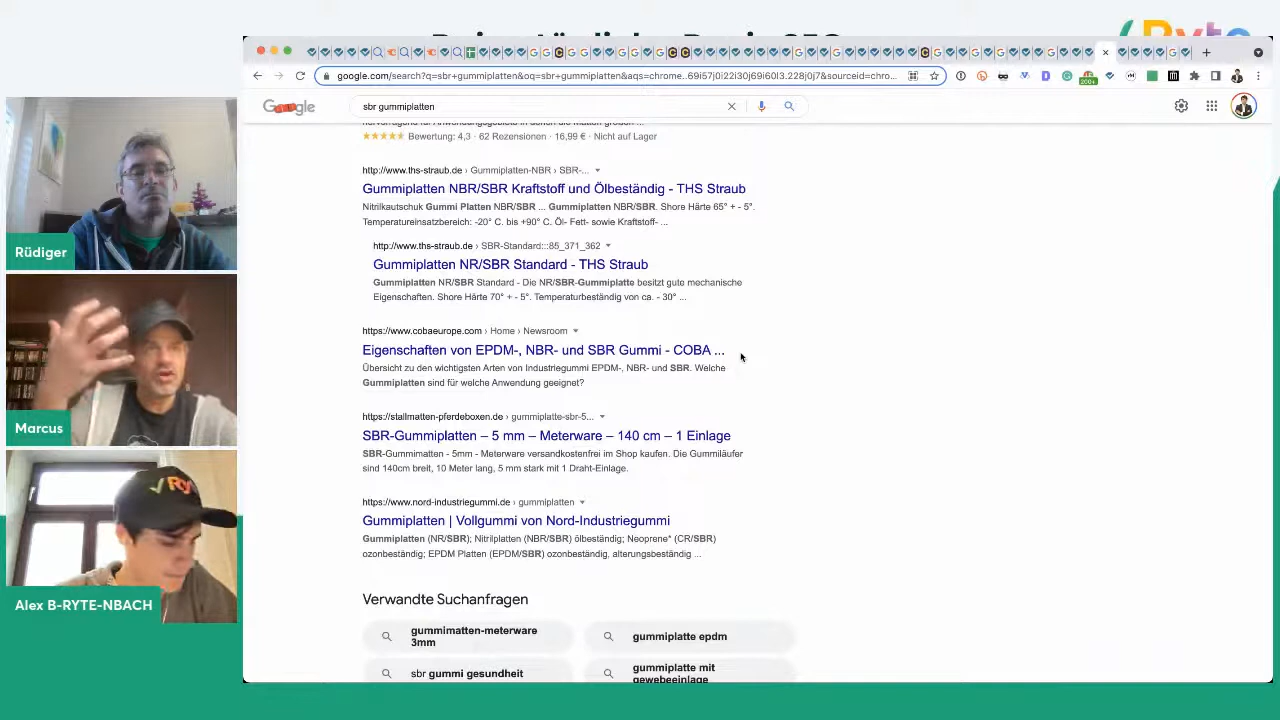 Ryte
google.com/search?q=sbr+gummiplatten&oq=sbr+gummiplatten&aqs=chrome..69i57j0i22i30j69i60l3.228j0j7&sourceid=chro...
200+
Google
sbr gummiplatten
Bewertung: 4,3 · 62 Rezensionen · 16,99 € · Nicht auf Lager
http://www.ths-straub.de › Gummiplatten-NBR › SBR-...
Gummiplatten NBR/SBR Kraftstoff und Ölbeständig - THS Straub
Nitrilkautschuk Gummi Platten NBR/SBR ... Gummiplatten NBR/SBR. Shore Härte 65° + - 5°.
Temperatureinsatzbereich: -20° C. bis +90° C. Öl- Fett- sowie Kraftstoff- ...
http://www.ths-straub.de › SBR-Standard:::85_371_362
Gummiplatten NR/SBR Standard - THS Straub
Gummiplatten NR/SBR Standard - Die NR/SBR-Gummiplatte besitzt gute mechanische
Eigenschaften. Shore Härte 70° + - 5°. Temperaturbeständig von ca. - 30° ...
https://www.cobaeurope.com › Home › Newsroom
Eigenschaften von EPDM-, NBR- und SBR Gummi - COBA ...
Übersicht zu den wichtigsten Arten von Industriegummi EPDM-, NBR- und SBR. Welche
Gummiplatten sind für welche Anwendung geeignet?
https://stallmatten-pferdeboxen.de › gummiplatte-sbr-5...
SBR-Gummiplatten – 5 mm – Meterware – 140 cm – 1 Einlage
SBR-Gummimatten - 5mm - Meterware versandkostenfrei im Shop kaufen. Die Gummiläufer
sind 140cm breit, 10 Meter lang, 5 mm stark mit 1 Draht-Einlage.
https://www.nord-industriegummi.de › gummiplatten
Gummiplatten | Vollgummi von Nord-Industriegummi
Gummiplatten (NR/SBR); Nitrilplatten (NBR/SBR) ölbeständig; Neoprene* (CR/SBR)
ozonbeständig; EPDM Platten (EPDM/SBR) ozonbeständig, alterungsbeständig ...
Verwandte Suchanfragen
gummimatten-meterware
3mm
gummiplatte epdm
sbr gummi gesundheit
gummiplatte mit
gewebeeinlage
Rüdiger
Marcus
Alex B-RYTE-NBACH